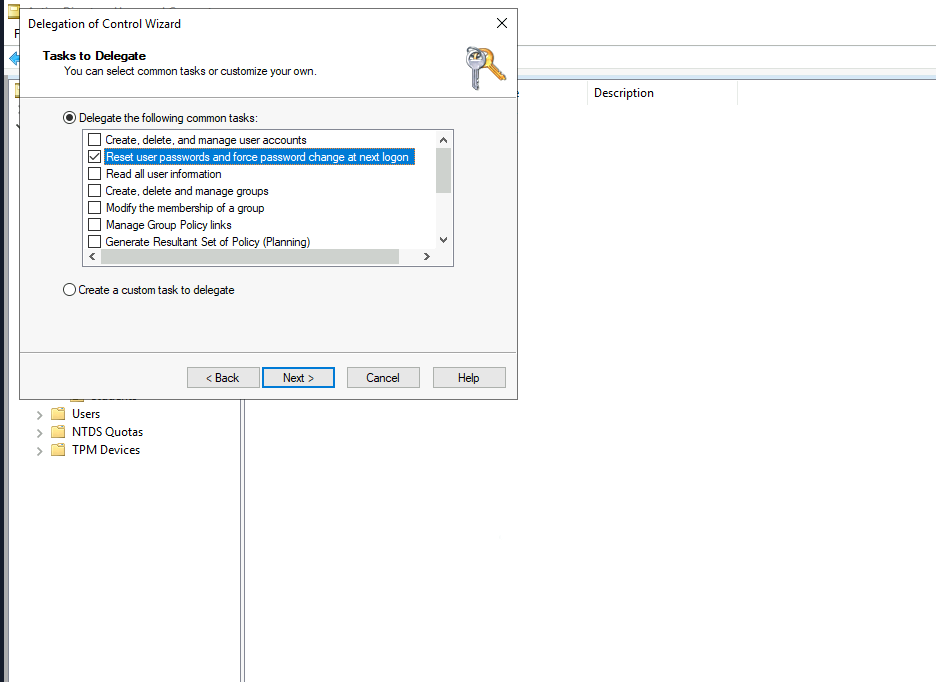 Delegation of Control Wizard
Tasks to Delegate
You can select common tasks or customize your own.
Description
Delegate the following common tasks:
Create, delete, and manage user accounts
Reset user passwords and force password change at next logon
Read all user information
Create, delete and manage groups
Modify the membership of a group
Manage Group Policy links
Generate Resultant Set of Policy (Planning)
Create a custom task to delegate
< Back
Next >
Cancel
Help
Users
NTDS Quotas
TPM Devices